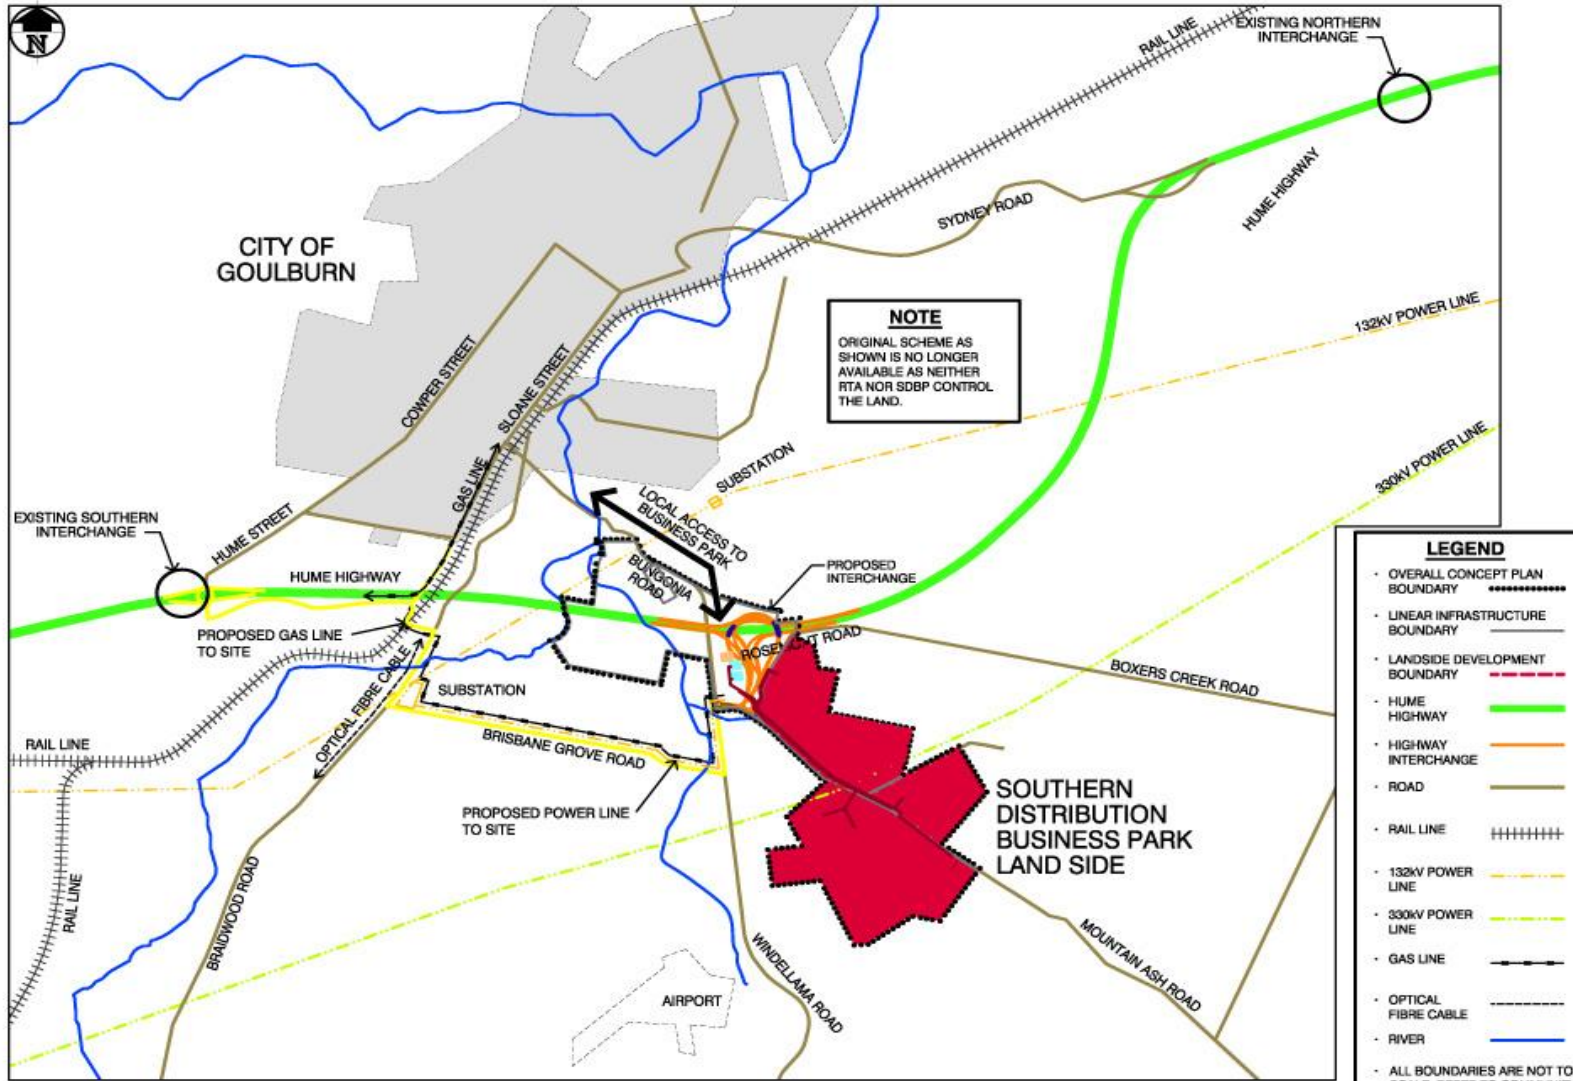 N
EXISTING NORTHERN
INTERCHANGE
RAIL LINE
HUME HIGHWAY
SYDNEY ROAD
CITY OF
GOULBURN
NOTE
ORIGINAL SCHEME AS
SHOWN IS NO LONGER
AVAILABLE AS NEITHER
RTA NOR SDBP CONTROL
THE LAND.
132kV POWER LINE
COWPER STREET
SLOANE STREET
GAS LINE
SUBSTATION
330kV POWER LINE
LOCAL ACCESS TO
BUSINESS PARK
EXISTING SOUTHERN
INTERCHANGE
HUME STREET
HUME HIGHWAY
BUNGONIA
ROAD
PROPOSED
INTERCHANGE
PROPOSED GAS LINE
TO SITE
ROSEMONT ROAD
BOXERS CREEK ROAD
OPTICAL FIBRE CABLE
SUBSTATION
BRISBANE GROVE ROAD
RAIL LINE
PROPOSED POWER LINE
TO SITE
SOUTHERN
DISTRIBUTION
BUSINESS PARK
LAND SIDE
RAIL LINE
BRAIDWOOD ROAD
AIRPORT
WINDELLAMA ROAD
MOUNTAIN ASH ROAD
LEGEND
· OVERALL CONCEPT PLAN
BOUNDARY
· LINEAR INFRASTRUCTURE
BOUNDARY
· LANDSIDE DEVELOPMENT
BOUNDARY
· HUME
HIGHWAY
· HIGHWAY
INTERCHANGE
· ROAD
· RAIL LINE
· 132kV POWER
LINE
· 330kV POWER
LINE
· GAS LINE
· OPTICAL
FIBRE CABLE
· RIVER
· ALL BOUNDARIES ARE NOT TO